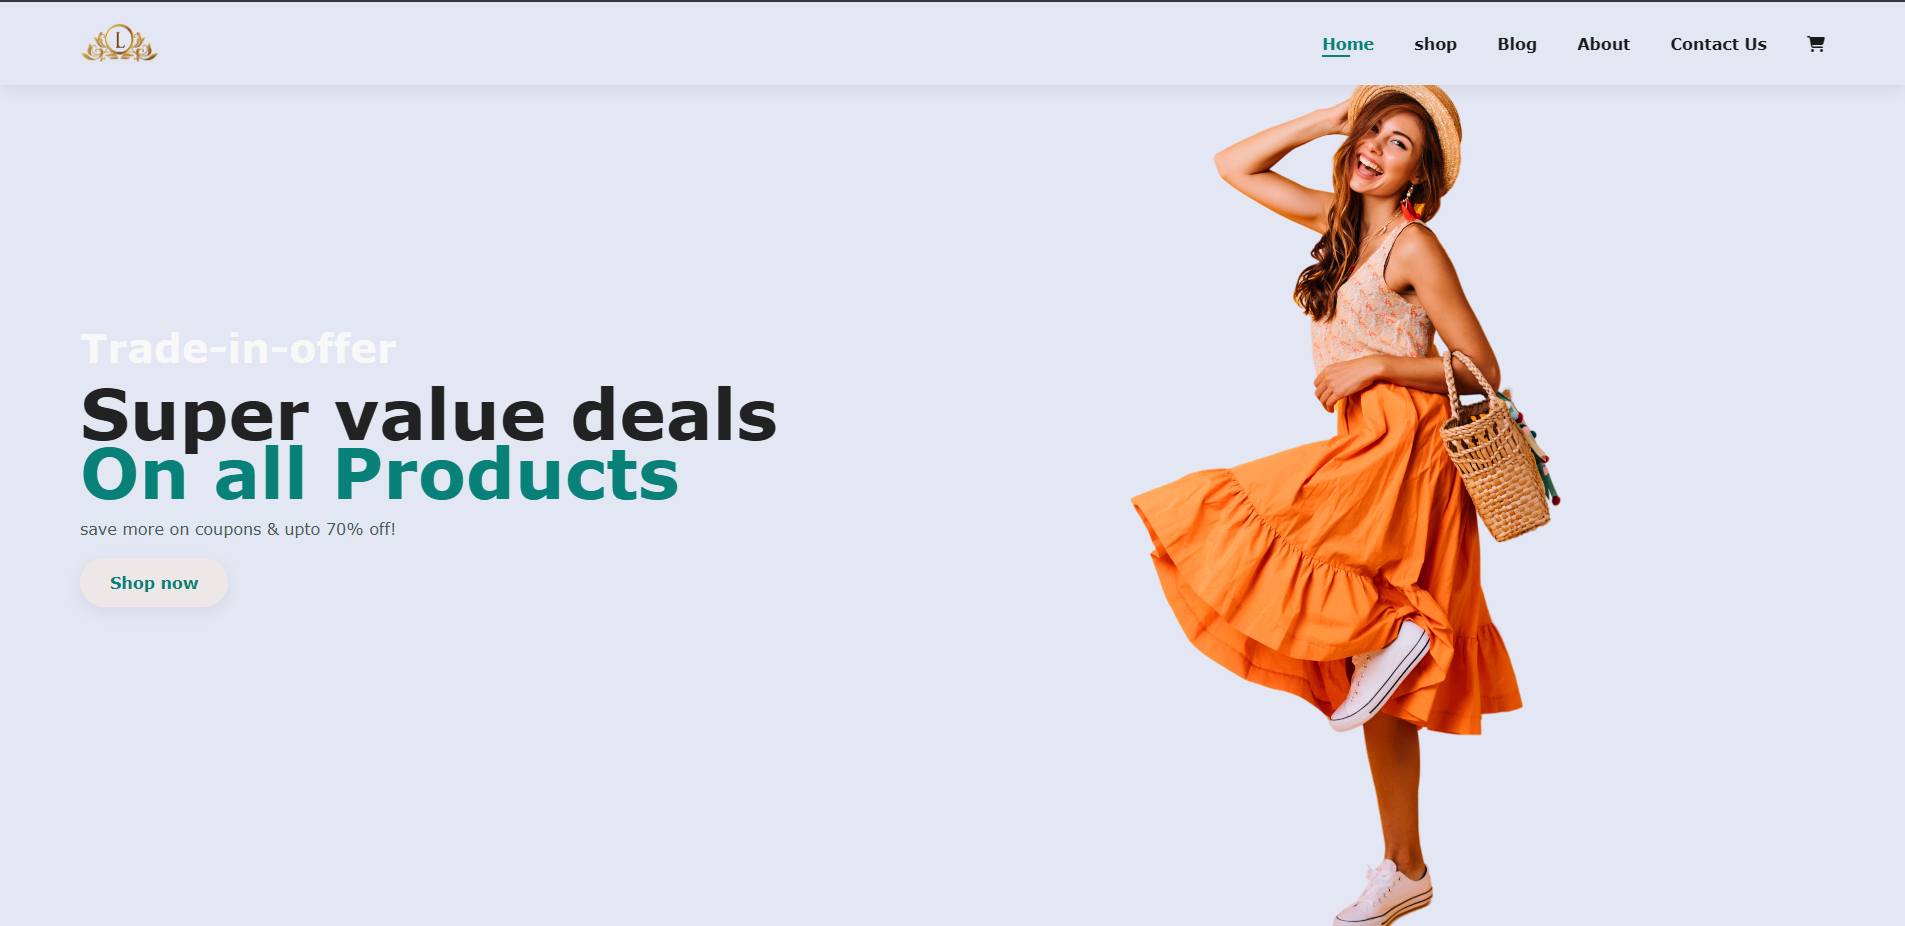 L
Home shop Blog About Contact Us
Trade-in-offer
Super value deals
On all Products
save more on coupons & upto 70% off!
Shop now